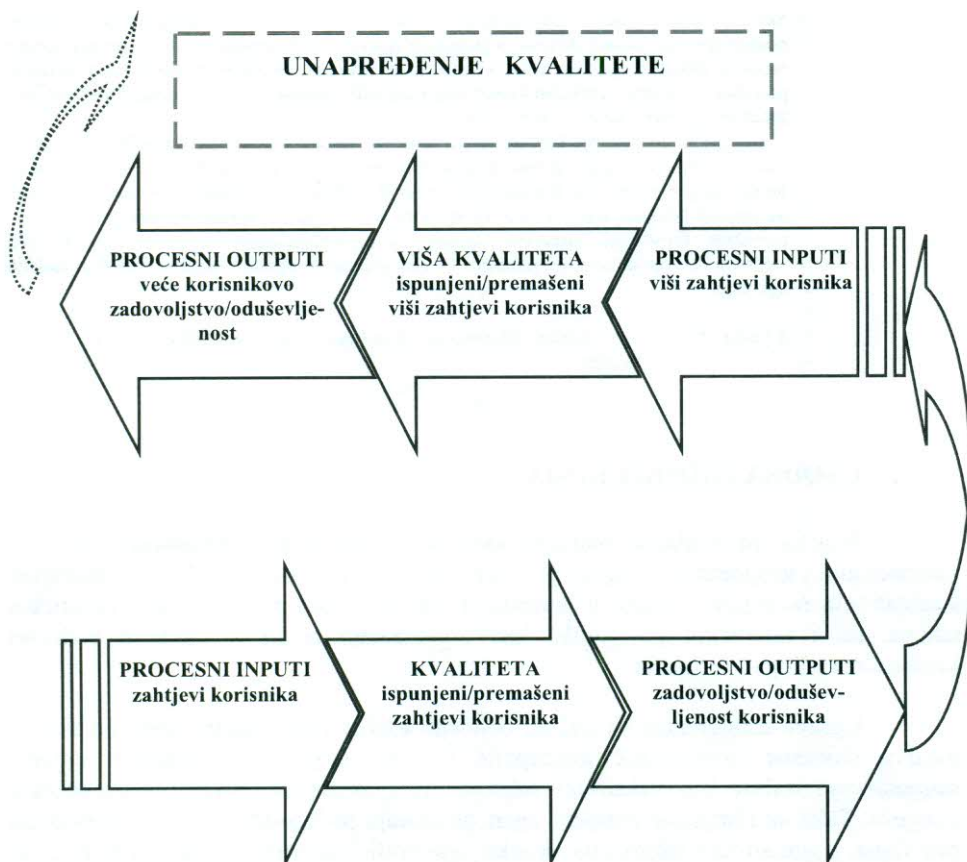 UNAPREĐENJE KVALITETE
PROCESNI OUTPUTI
veće korisnikovo
zadovoljstvo/oduševlje-
nost
VIŠA KVALITETA
ispunjeni/premašeni
viši zahtjevi korisnika
PROCESNI INPUTI
viši zahtjevi korisnika
PROCESNI INPUTI
zahtjevi korisnika
KVALITETA
ispunjeni/premašeni
zahtjevi korisnika
PROCESNI OUTPUTI
zadovoljstvo/odušev-
ljenost korisnika